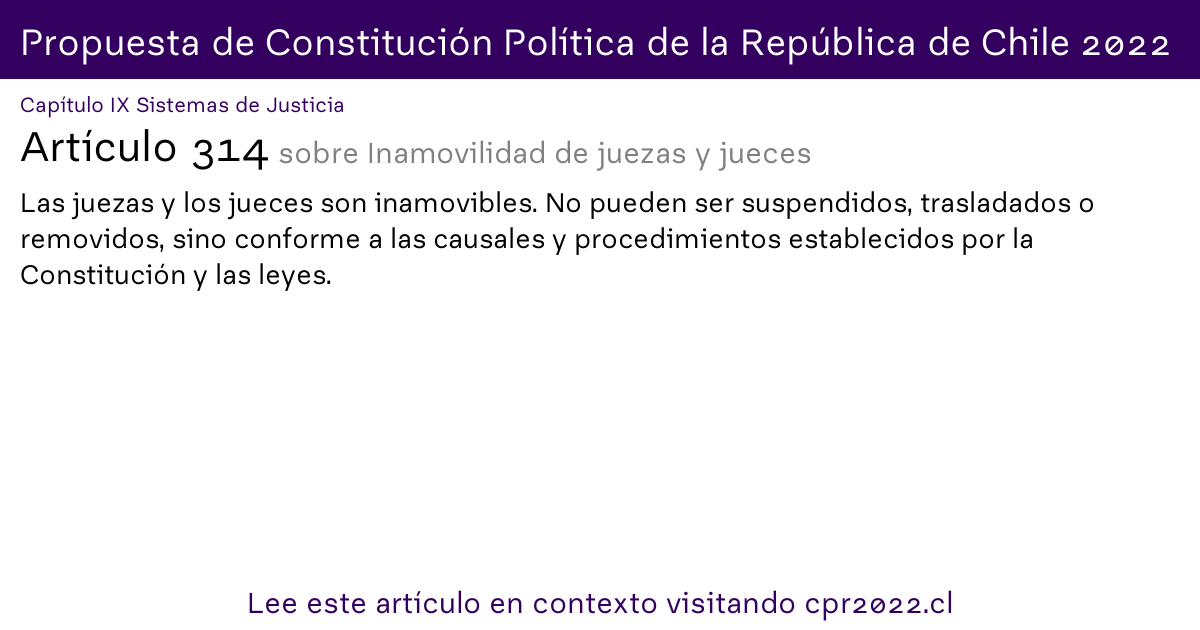 Propuesta de Constitución Política de la República de Chile 2022
Capítulo IX Sistemas de Justicia
Artículo 314 sobre Inamovilidad de juezas y jueces
Las juezas y los jueces son inamovibles. No pueden ser suspendidos, trasladados o
removidos, sino conforme a las causales y procedimientos establecidos por la
Constitución y las leyes.
Lee este artículo en contexto visitando cpr2022.cl